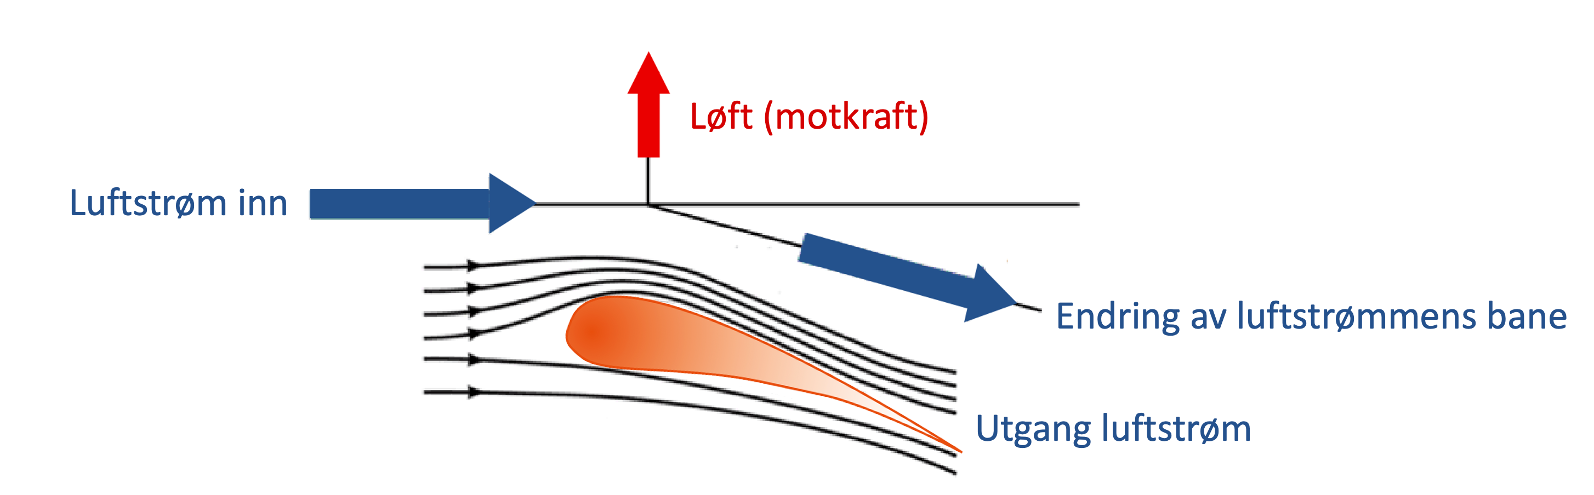 Løft (motkraft)
Luftstrøm inn
Endring av luftstrømmens bane
Utgang luftstrøm